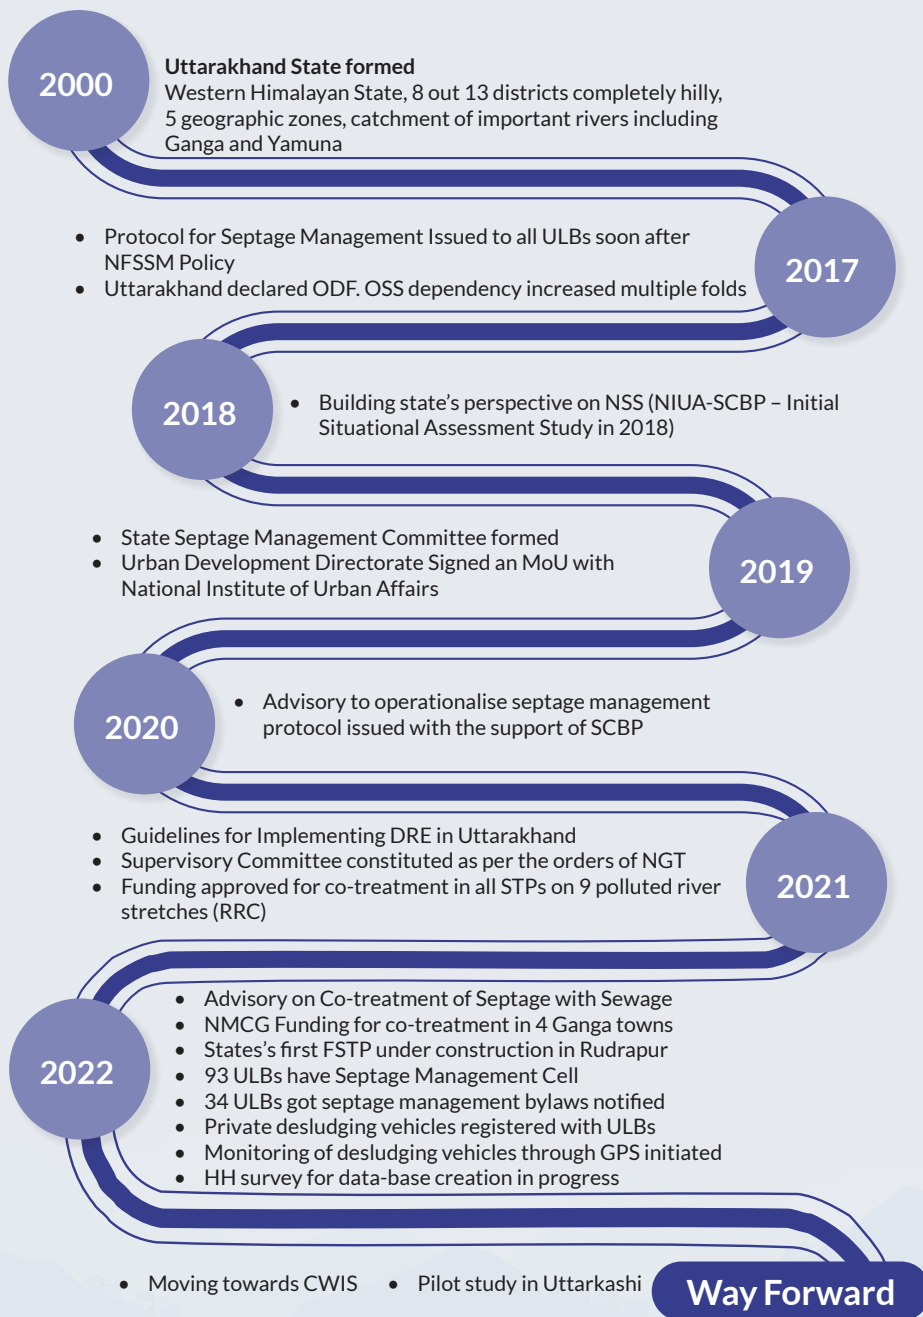 2000
Uttarakhand State formed
Western Himalayan State, 8 out 13 districts completely hilly,
5 geographic zones, catchment of important rivers including
Ganga and Yamuna
2017
• Protocol for Septage Management Issued to all ULBs soon after
NFSSM Policy
• Uttarakhand declared ODF. OSS dependency increased multiple folds
2018
• Building state's perspective on NSS (NIUA-SCBP – Initial
Situational Assessment Study in 2018)
2019
• State Septage Management Committee formed
• Urban Development Directorate Signed an MoU with
National Institute of Urban Affairs
2020
• Advisory to operationalise septage management
protocol issued with the support of SCBP
2021
• Guidelines for Implementing DRE in Uttarakhand
• Supervisory Committee constituted as per the orders of NGT
• Funding approved for co-treatment in all STPs on 9 polluted river
stretches (RRC)
2022
• Advisory on Co-treatment of Septage with Sewage
• NMCG Funding for co-treatment in 4 Ganga towns
• States's first FSTP under construction in Rudrapur
• 93 ULBs have Septage Management Cell
• 34 ULBs got septage management bylaws notified
• Private desludging vehicles registered with ULBs
• Monitoring of desludging vehicles through GPS initiated
• HH survey for data-base creation in progress
• Moving towards CWIS • Pilot study in Uttarkashi
Way Forward